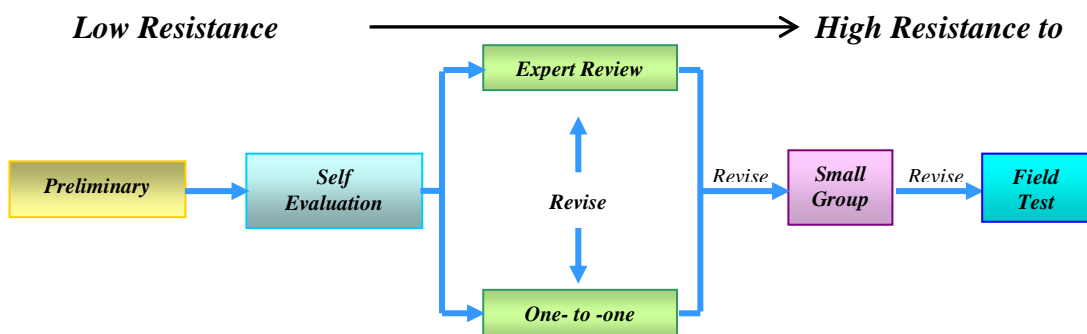 Low Resistance
High Resistance to
Expert Review
Preliminary
Self
Evaluation
Revise
Revise
Small
Group
Revise
Field
Test
One- to -one